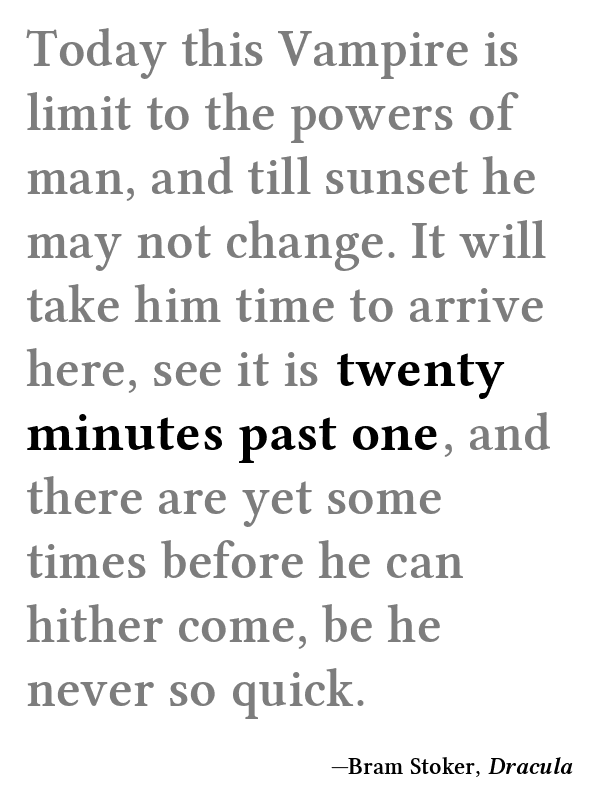 Today this Vampire is
limit to the powers of
man, and till sunset he
may not change. It will
take him time to arrive
here, see it is twenty
minutes past one, and
there are yet some
times before he can
hither come, be he
never so quick.
—Bram Stoker, Dracula